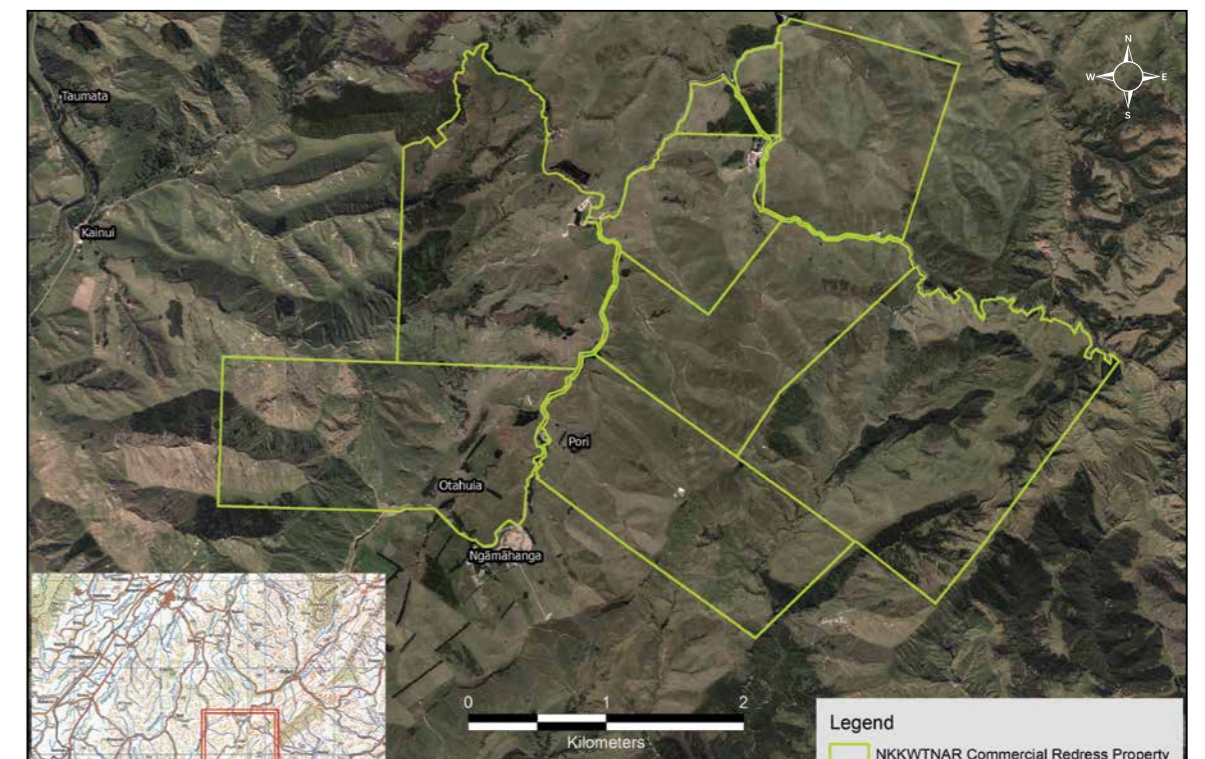 N
W E
S
Taumata
Kainui
Pori
Otahuia
Ngāmāhanga
0 1 2
Kilometers
Legend
NKKWTNAR Commercial Redress Property